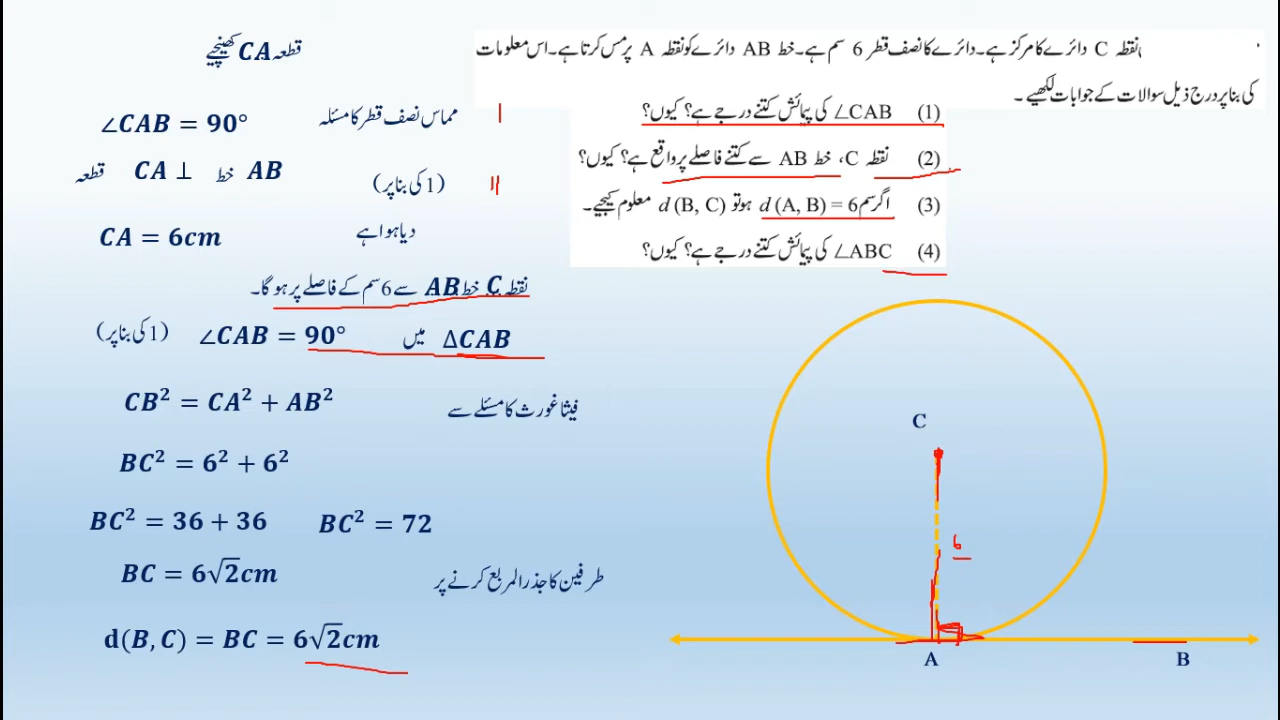 نقطہ C دائرے کا مرکز ہے۔ دائرے کا نصف قطر 6 سم ہے۔ خط AB دائرے کو نقطہ A پر مس کرتا ہے۔ اس معلومات
کی بنا پر درج ذیل سوالات کے جوابات لکھیے ۔
(1) ∠CAB کی پیمائش کتنے درجے ہے؟ کیوں؟
(2) نقطہ C، خط AB سے کتنے فاصلے پر واقع ہے؟ کیوں؟
(3) اگر سم d (A, B) = 6 ہو تو d (B, C) معلوم کیجیے۔
(4) ∠ABC کی پیمائش کتنے درجے ہے؟ کیوں؟
قطعہ CA کھینچیے
∠CAB = 90° مماس نصف قطر کا مسئلہ
قطعہ CA ⊥ خط AB (1 کی بنا پر)
CA = 6cm دیا ہوا ہے
نقطہ C خط AB سے 6 سم کے فاصلے پر ہو گا۔
ΔCAB میں ∠CAB = 90° (1 کی بنا پر)
CB² = CA² + AB² فیثا غورث کا مسئلے سے
BC² = 6² + 6²
BC² = 36 + 36 BC² = 72
BC = 6√2cm طرفین کا جذر المربع کرنے پر
d(B, C) = BC = 6√2cm
C
6
A
B